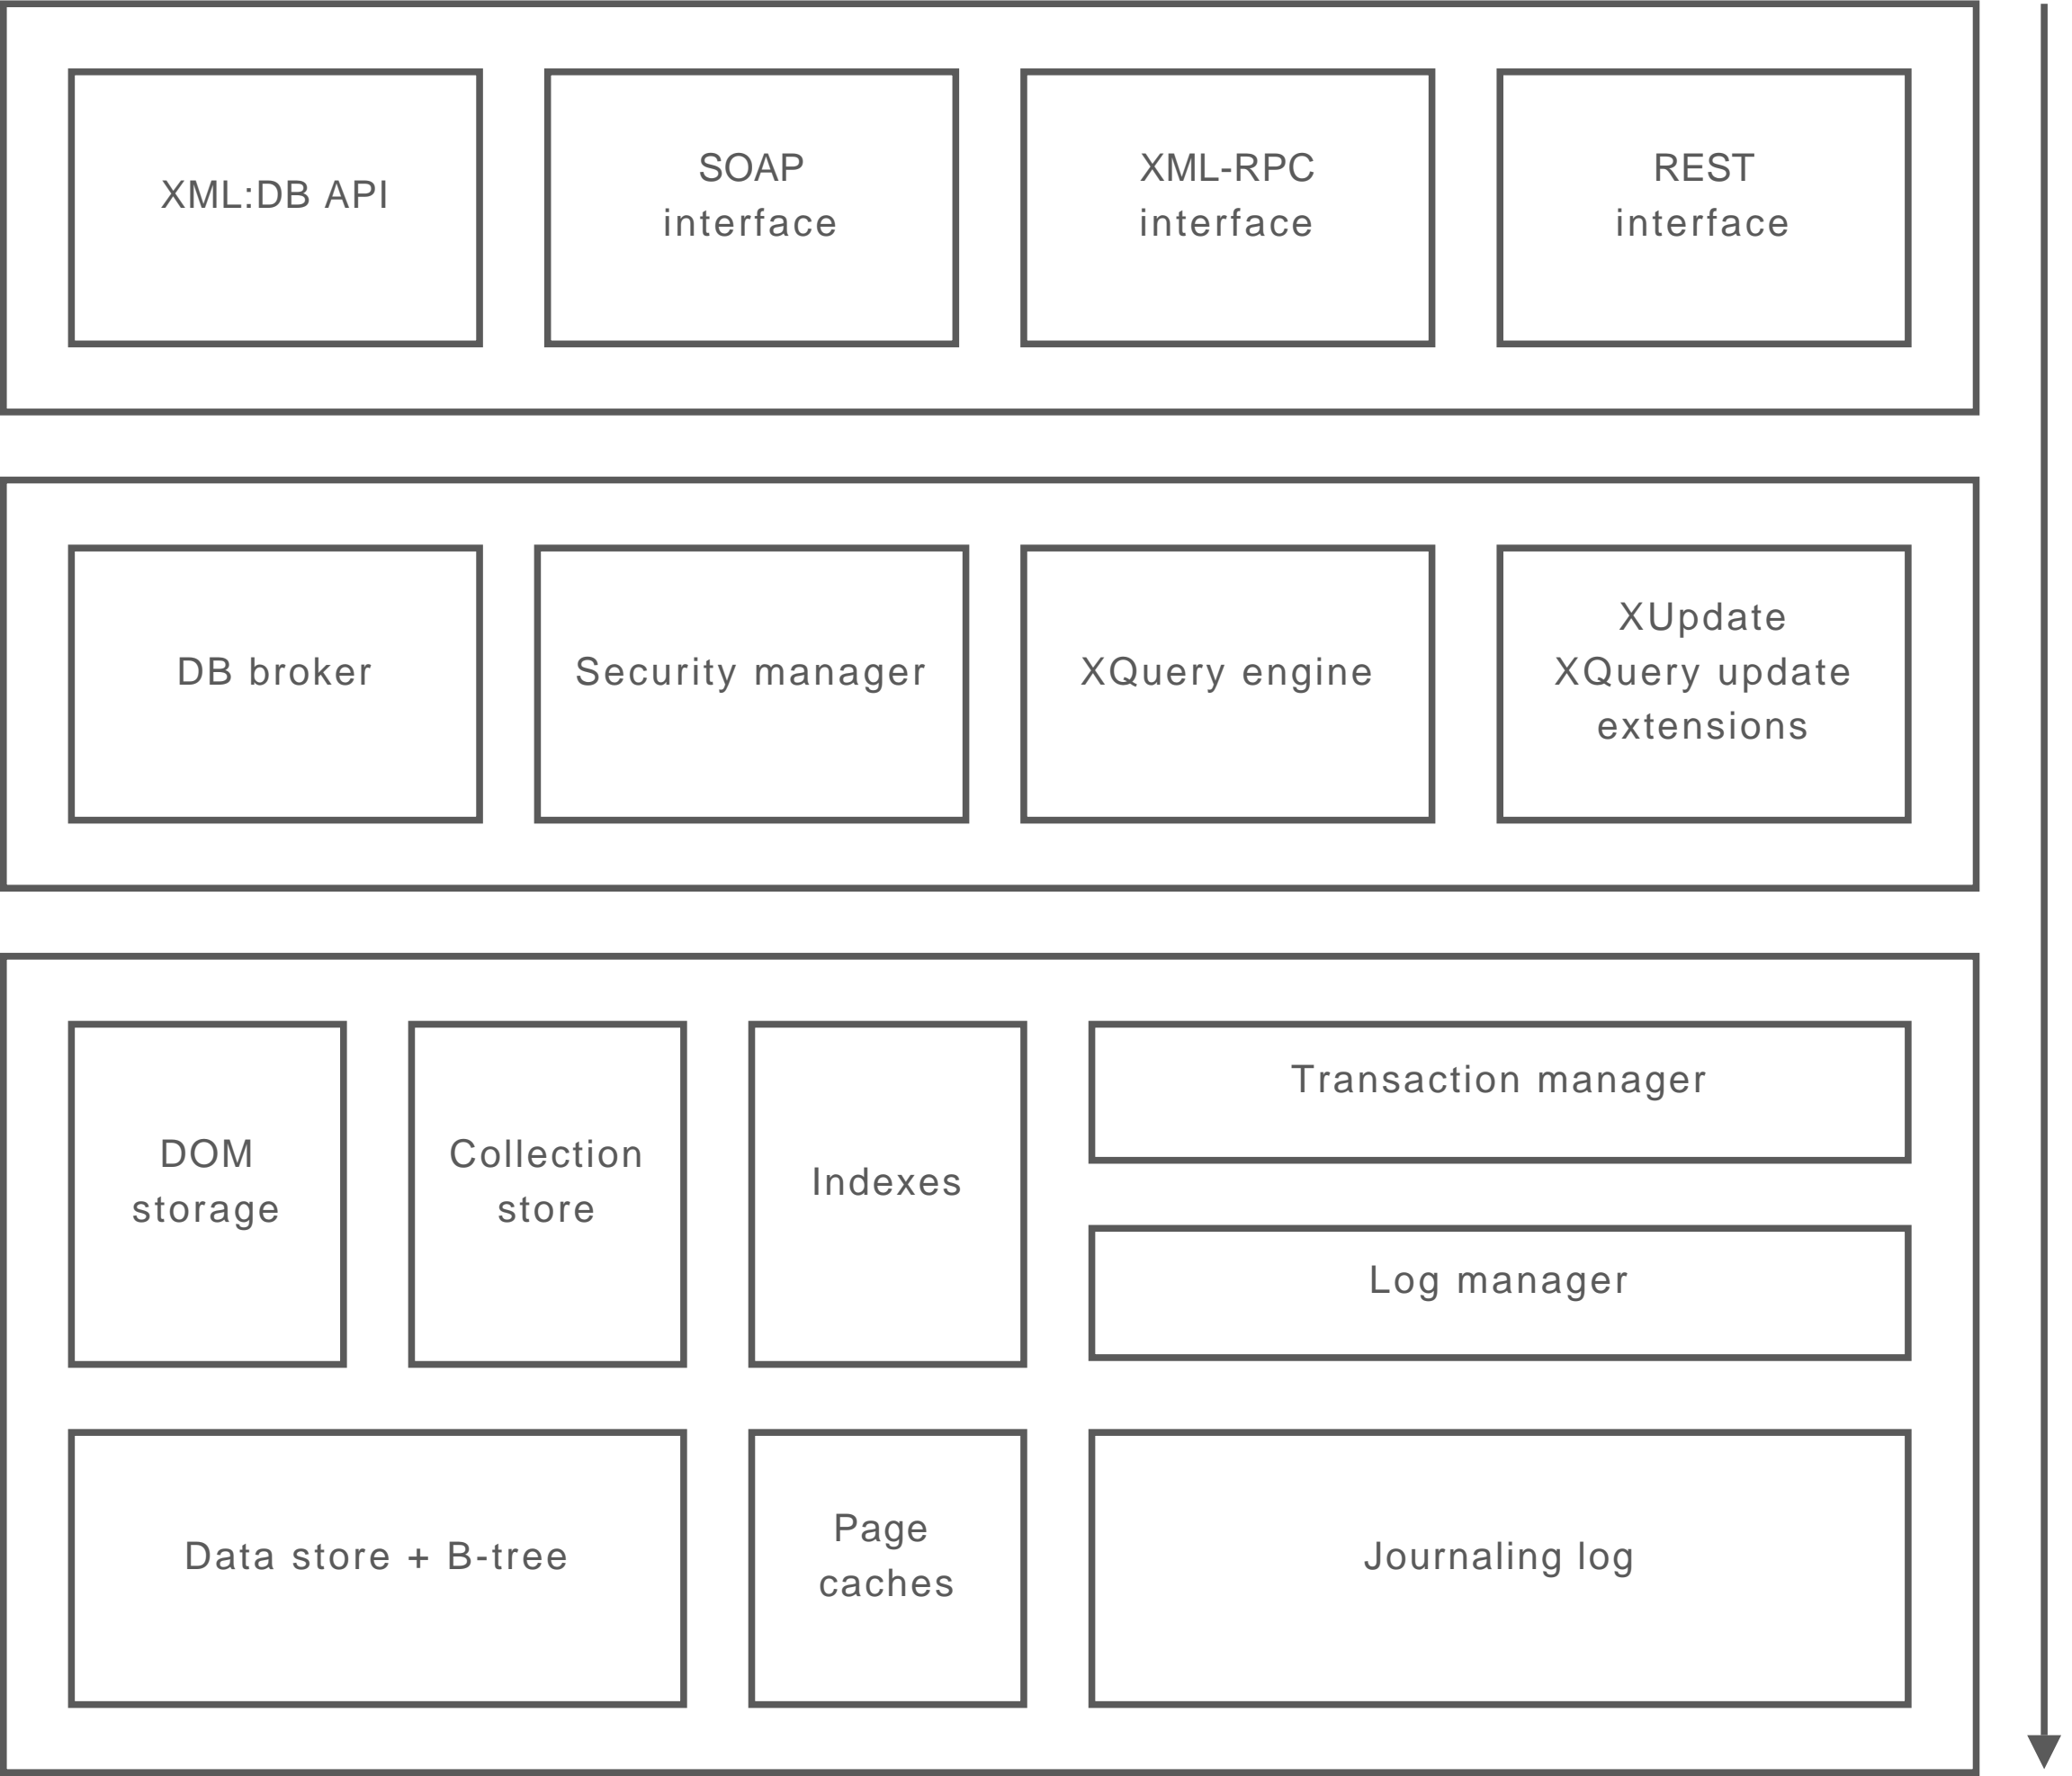 XML:DB API
SOAP
interface
XML-RPC
interface
REST
interface
DB broker
Security manager
XQuery engine
XUpdate
XQuery update
extensions
DOM
storage
Collection
store
Indexes
Transaction manager
Log manager
Data store + B-tree
Page
caches
Journaling log